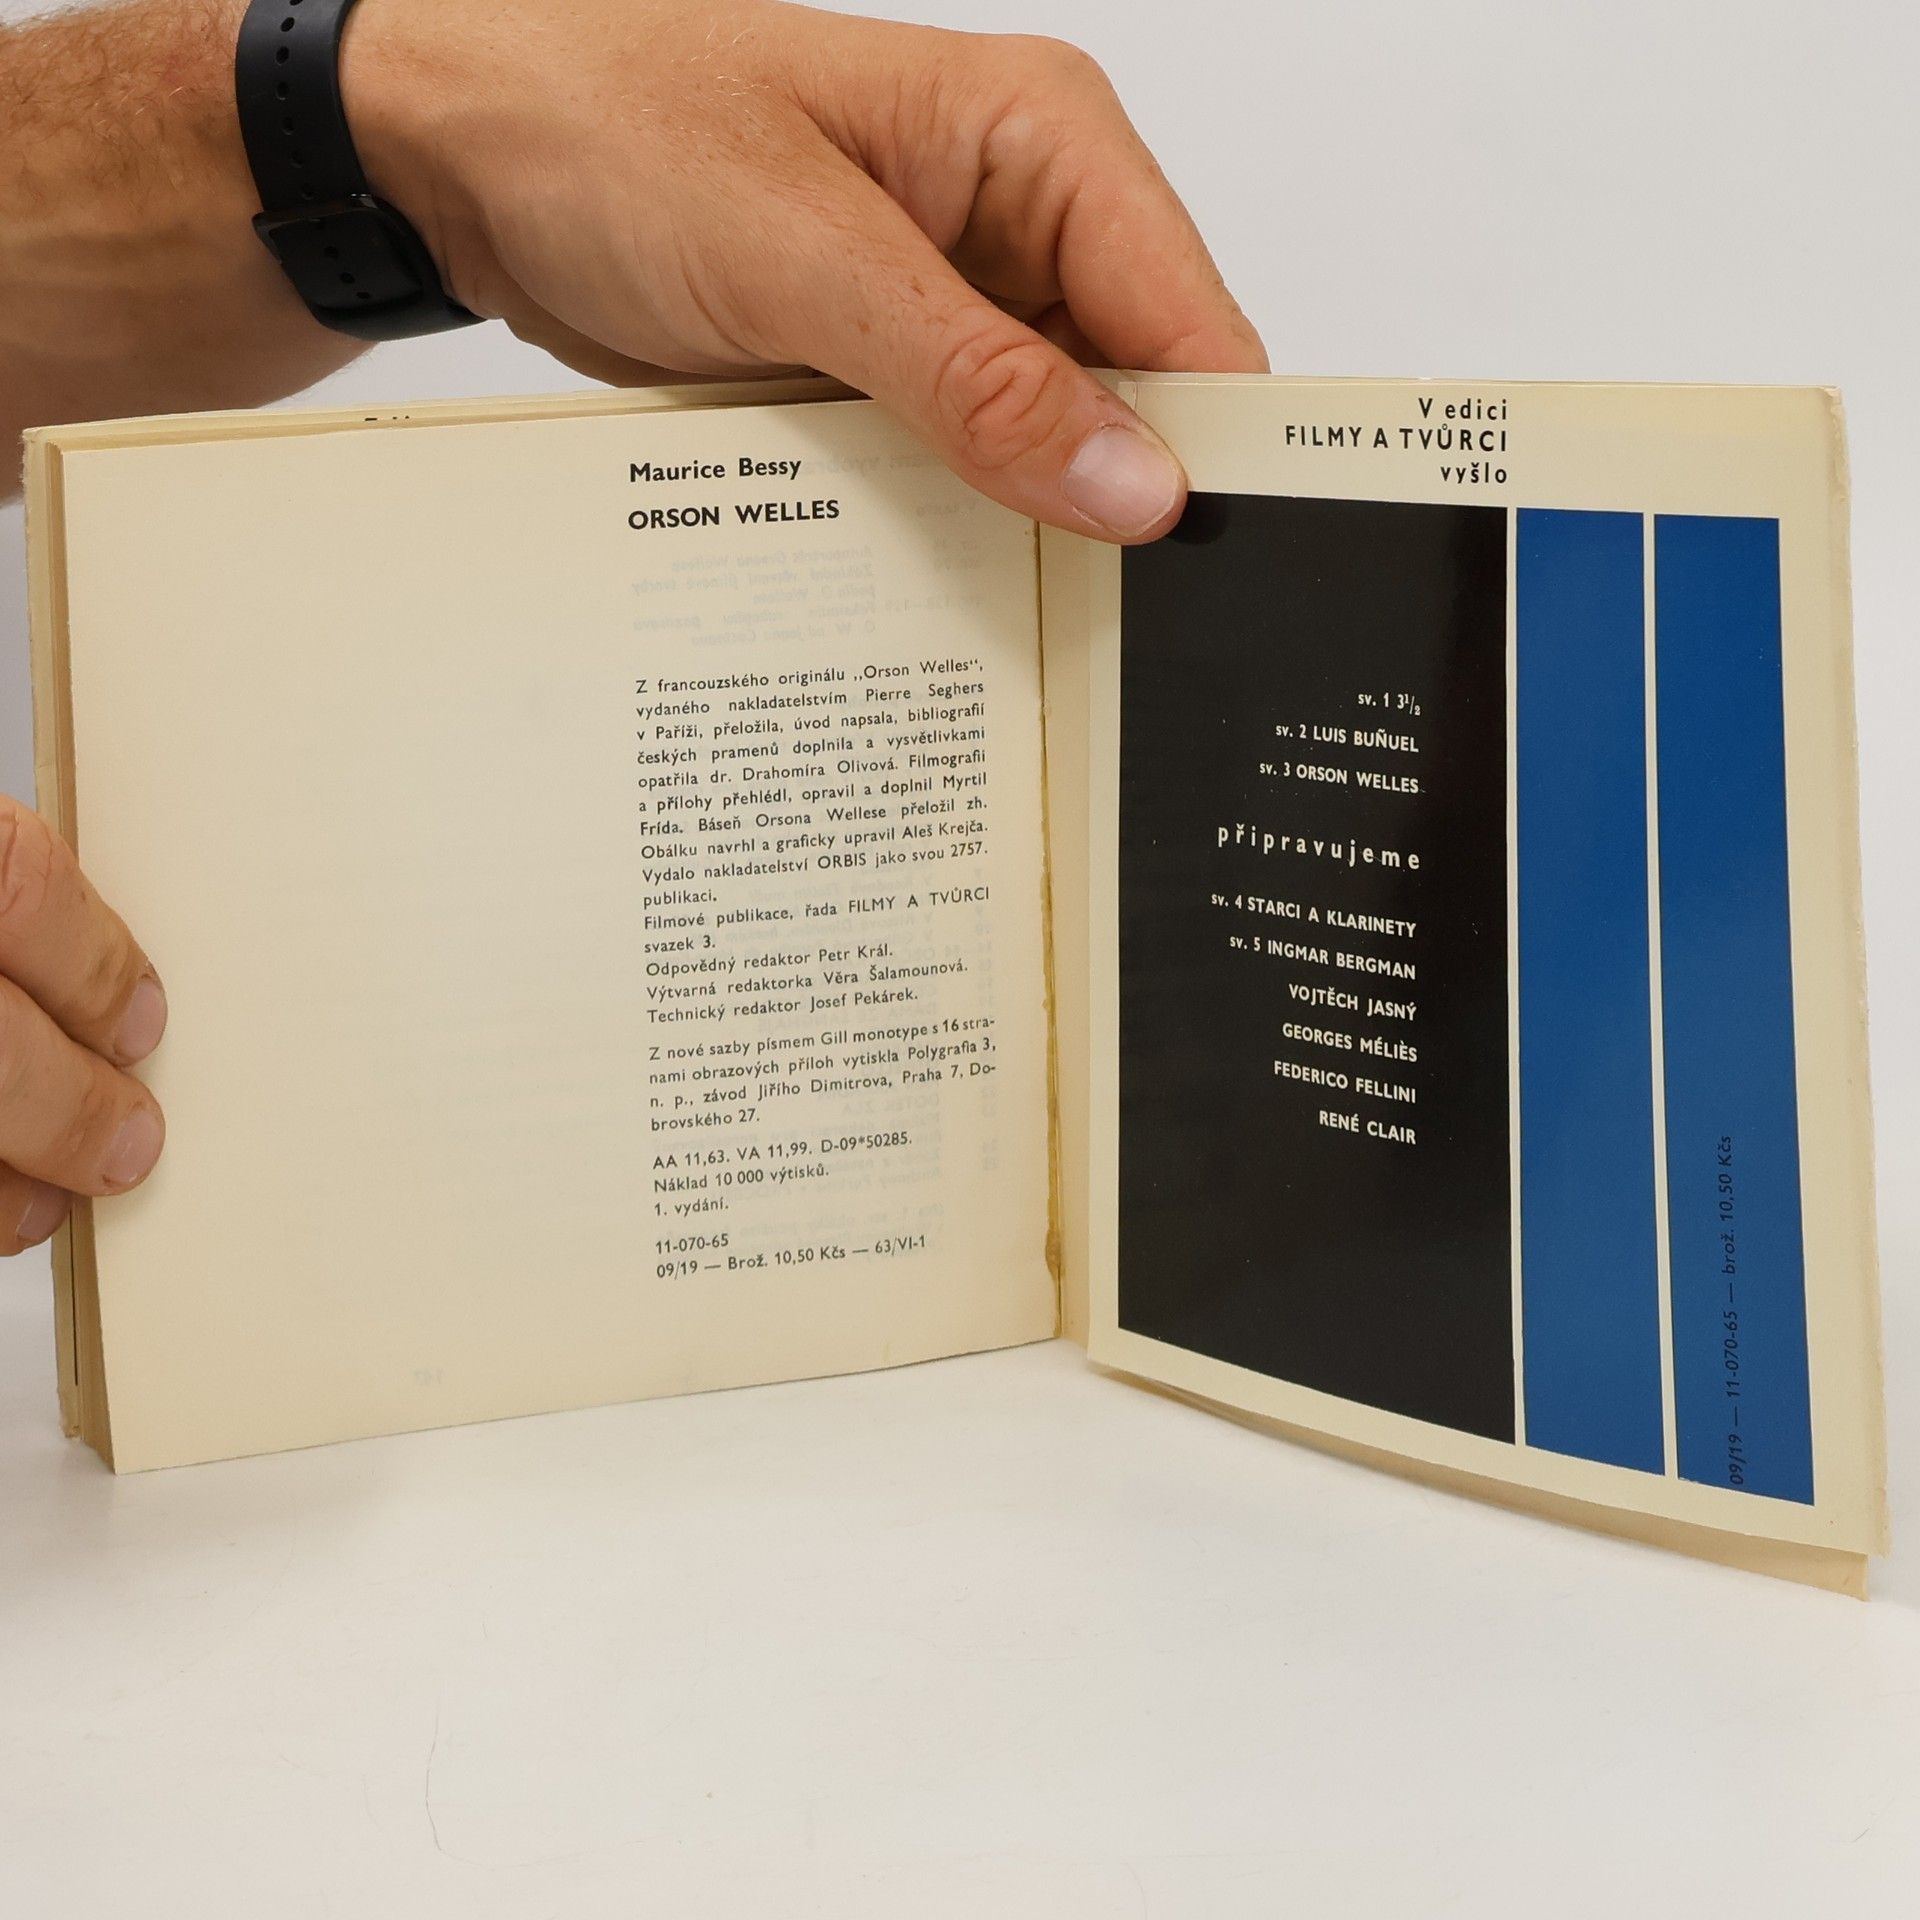 Maurice Bessy
ORSON WELLES
Z francouzského originálu ,,Orson Welles“,
vydaného nakladatelstvím Pierre Seghers
v Paříži, přeložila, úvod napsala, bibliografií
českých pramenů doplnila a vysvětlivkami
opatřila dr. Drahomíra Olivová. Filmografii
a přílohy přehlédl, opravil a doplnil Myrtil
Frída. Báseň Orsona Wellese přeložil zh.
Obálku navrhl a graficky upravil Aleš Krejča.
Vydalo nakladatelství ORBIS jako svou 2757.
publikaci.
Filmové publikace, řada FILMY A TVŮRCI
svazek 3.
Odpovědný redaktor Petr Král.
Výtvarná redaktorka Věra Šalamounová.
Technický redaktor Josef Pekárek.
Z nové sazby písmem Gill monotype s 16 stra-
nami obrazových příloh vytiskla Polygrafia 3,
n. p., závod Jiřího Dimitrova, Praha 7, Do-
brovského 27.
AA 11,63. VA 11,99. D-09*50285.
Náklad 10 000 výtisků.
1. vydání.
11-070-65
09/19 — Brož. 10,50 Kčs — 63/VI-1
V edici
FILMY A TVŮRCI
vyšlo
sv. 1 3½
sv. 2 LUIS BUÑUEL
sv. 3 ORSON WELLES
připravujeme
sv. 4 STARCI A KLARINETY
sv. 5 INGMAR BERGMAN
VOJTĚCH JASNÝ
GEORGES MÉLIÈS
FEDERICO FELLINI
RENÉ CLAIR
09/19 — 11-070-65 — brož. 10,50 Kčs